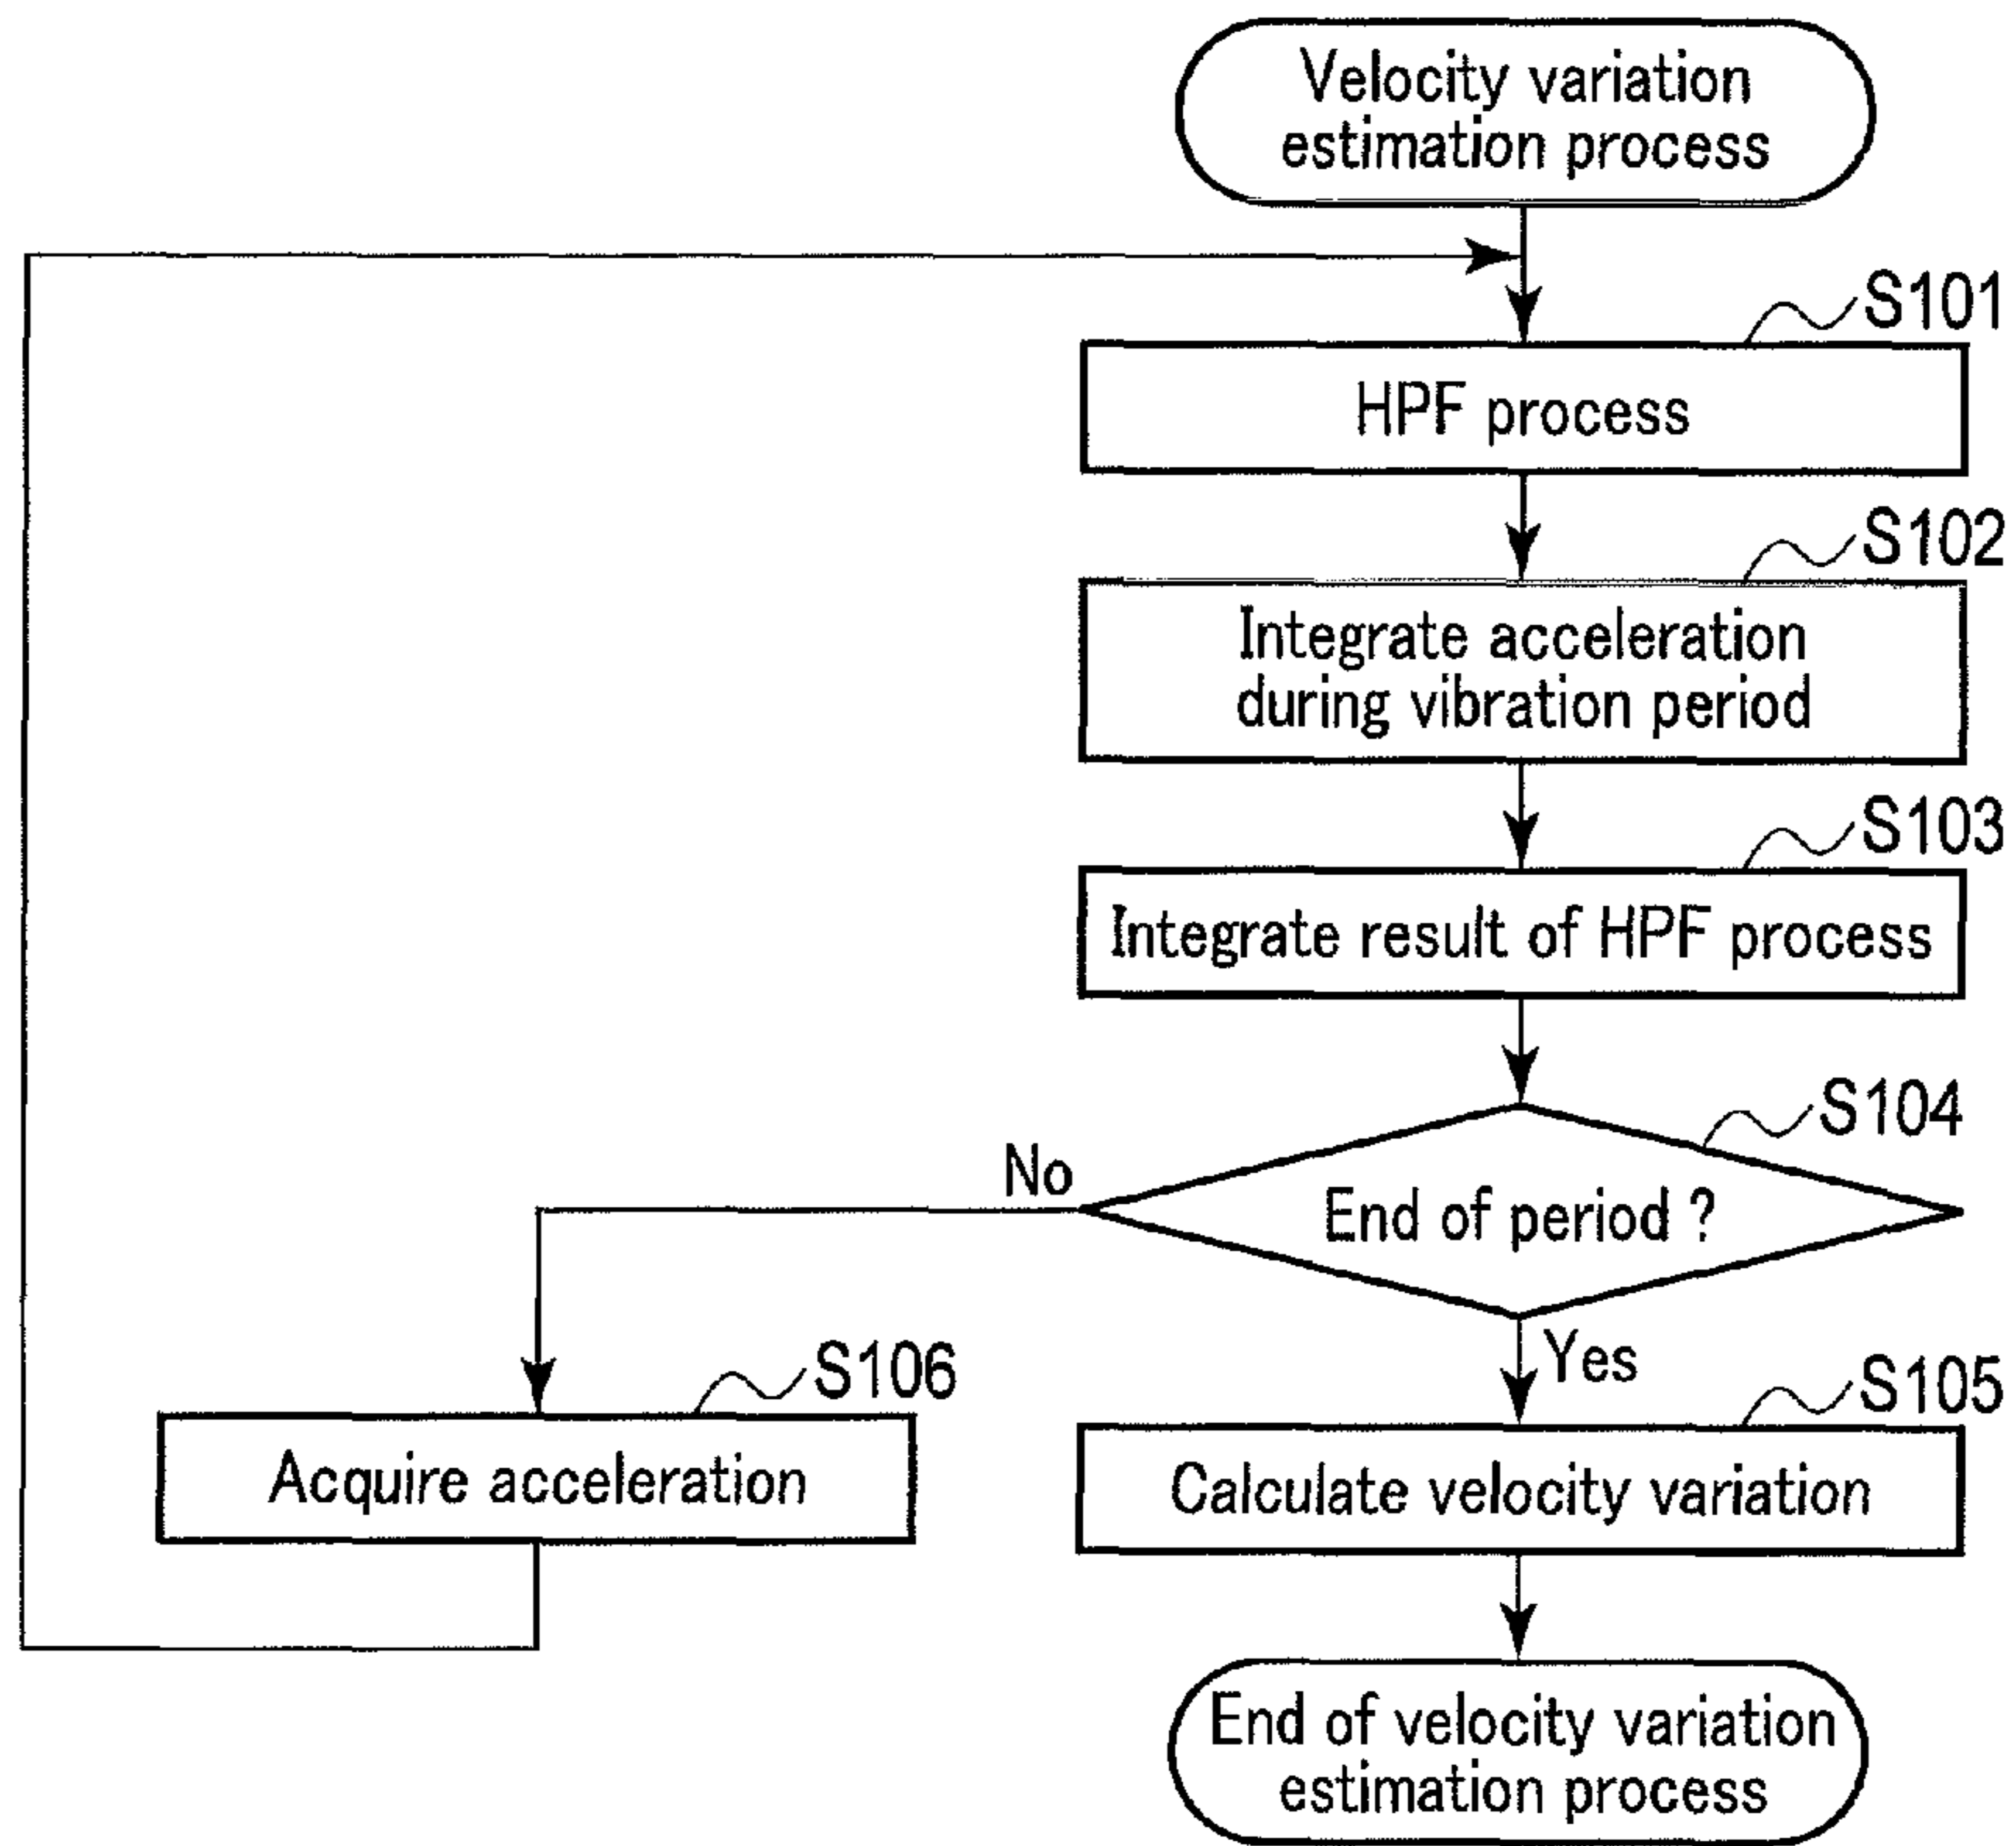 Velocity variation
estimation process
S101
HPF process
S102
Integrate acceleration
during vibration period
S103
Integrate result of HPF process
S104
End of period ?
No
Yes
S106
Acquire acceleration
S105
Calculate velocity variation
End of velocity variation
estimation process